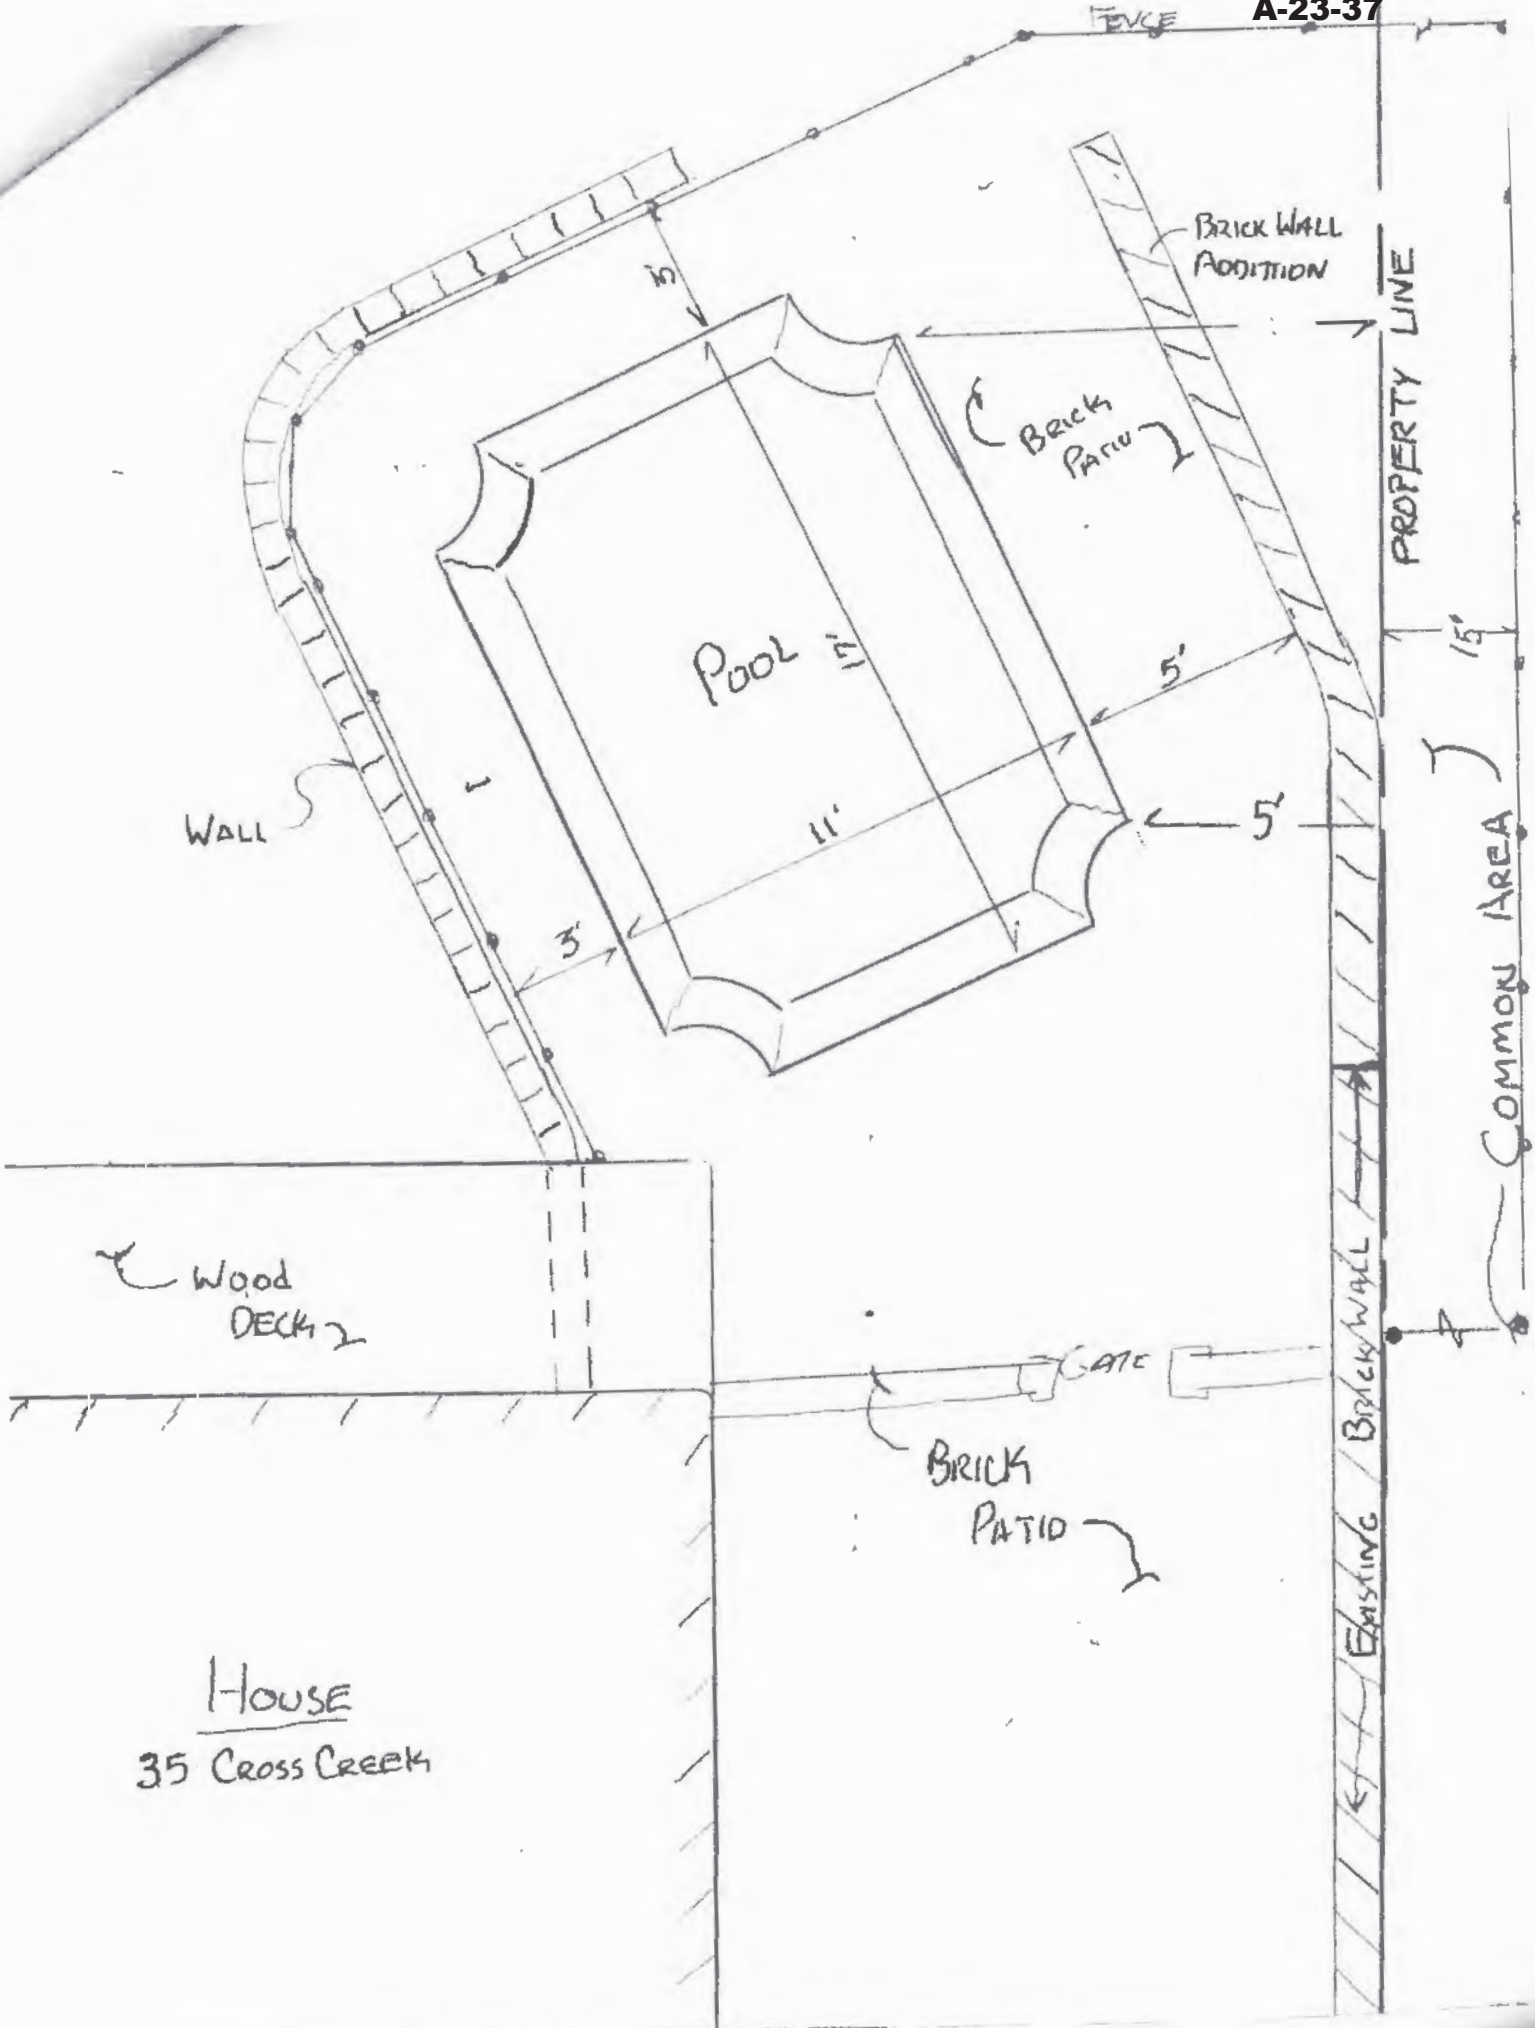 A-23-37
FENCE
BRICK WALL
ADDITION
PROPERTY LINE
BRICK
PATIO
15'
POOL
17'
5'
5'
11'
3'
WALL
COMMON AREA
WOOD
DECK
GATE
EXISTING BRICK WALL
BRICK
PATIO
HOUSE
35 CROSS CREEK